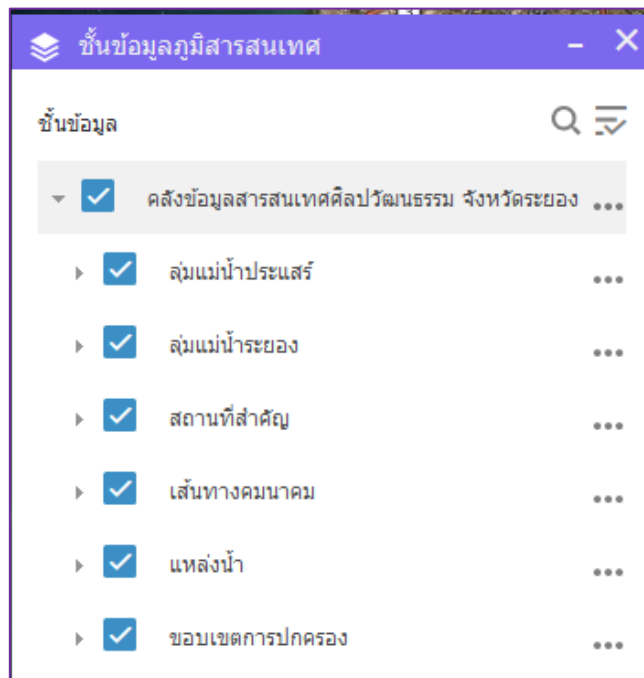 ชั้นข้อมูลภูมิสารสนเทศ
ชั้นข้อมูล
คลังข้อมูลสารสนเทศศิลปวัฒนธรรม จังหวัดระยอง
ลุ่มแม่น้ำประแสร์
ลุ่มแม่น้ำระยอง
สถานที่สำคัญ
เส้นทางคมนาคม
แหล่งน้ำ
ขอบเขตการปกครอง